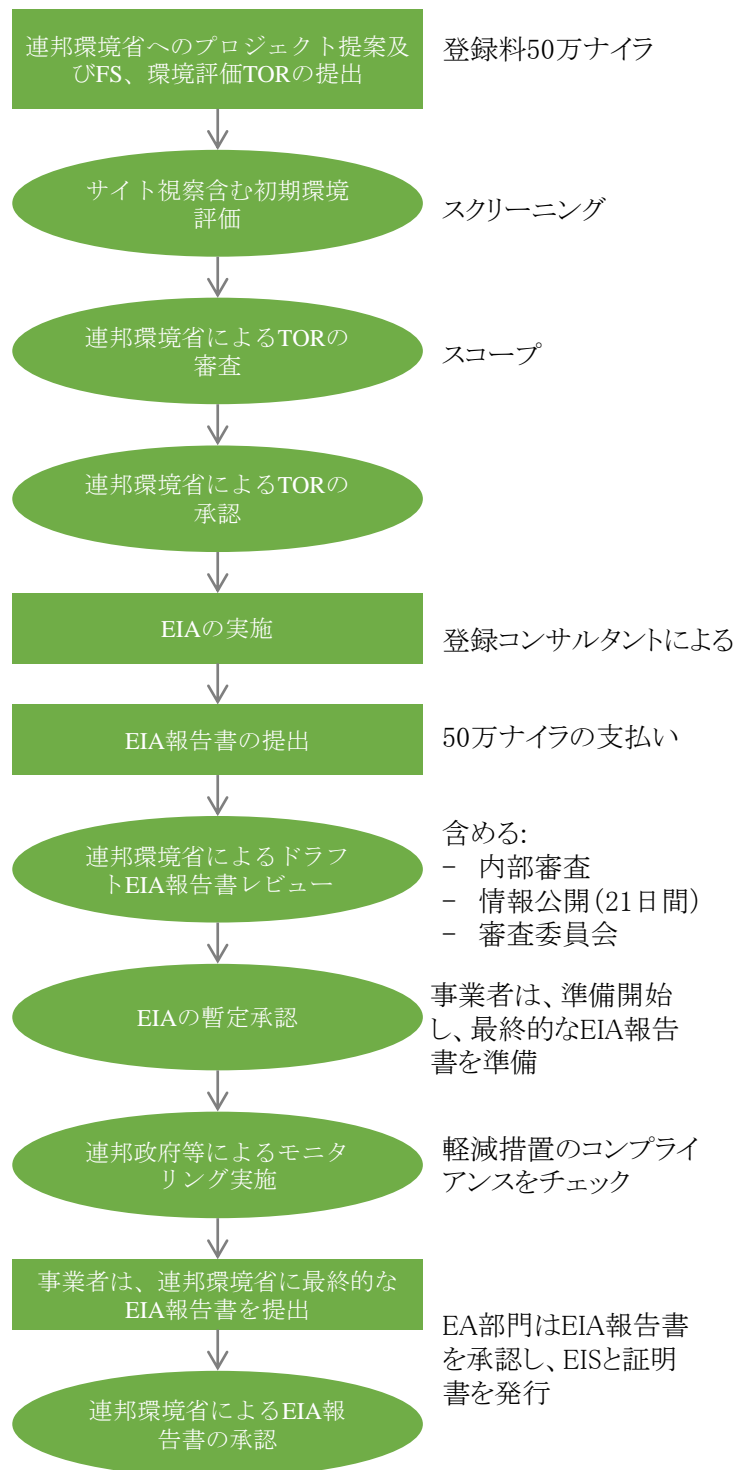 連邦環境省へのプロジェクト提案及
びFS、環境評価TORの提出
登録料50万ナイラ
サイト視察含む初期環境
評価
スクリーニング
連邦環境省によるTORの
審査
スコープ
連邦環境省によるTORの
承認
EIAの実施
登録コンサルタントによる
EIA報告書の提出
50万ナイラの支払い
連邦環境省によるドラフ
トEIA報告書レビュー
含める:
- 内部審査
- 情報公開(21日間)
- 審査委員会
EIAの暫定承認
事業者は、準備開始
し、最終的なEIA報告
書を準備
連邦政府等によるモニタ
リング実施
軽減措置のコンプライ
アンスをチェック
事業者は、連邦環境省に最終的な
EIA報告書を提出
EA部門はEIA報告書
を承認し、EISと証明
書を発行
連邦環境省によるEIA報
告書の承認